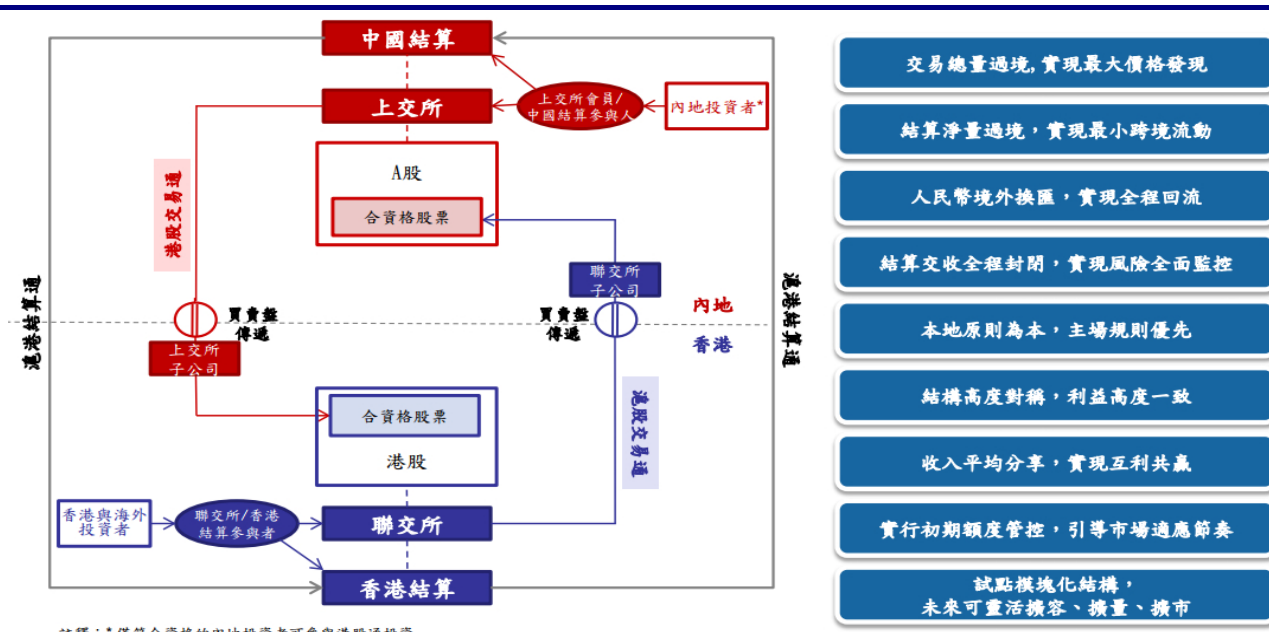 中國結算
上交所
上交所會員/
中國結算參與人
內地投資者*
A股
合資格股票
港股交易通
聯交所
子公司
滬港結算通
買賣盤
傳遞
買賣盤
傳遞
內地
香港
滬港結算通
上交所
子公司
合資格股票
港股
滬股交易通
香港與海外
投資者
聯交所/香港
結算參與者
聯交所
香港結算
交易總量過境,實現最大價格發現
結算淨量過境，實現最小跨境流動
人民幣境外換匯，實現全程回流
結算交收全程封閉，實現風險全面監控
本地原則為本，主場規則優先
結構高度對稱，利益高度一致
收入平均分享，實現互利共贏
實行初期額度管控，引導市場適應節奏
試點模塊化結構，
未來可靈活擴容、擴量、擴市